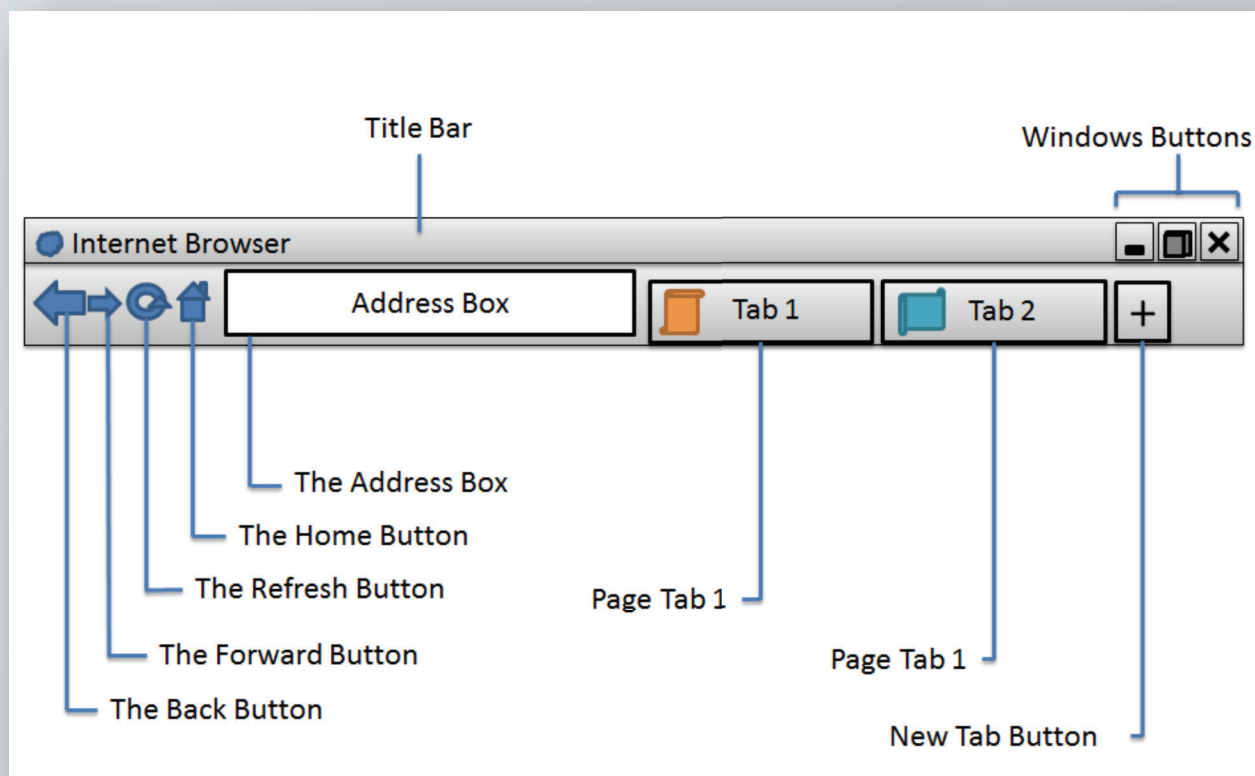 Title Bar
Windows Buttons
Internet Browser
Address Box
Tab 1
Tab 2
+
The Address Box
The Home Button
The Refresh Button
Page Tab 1
The Forward Button
Page Tab 1
The Back Button
New Tab Button